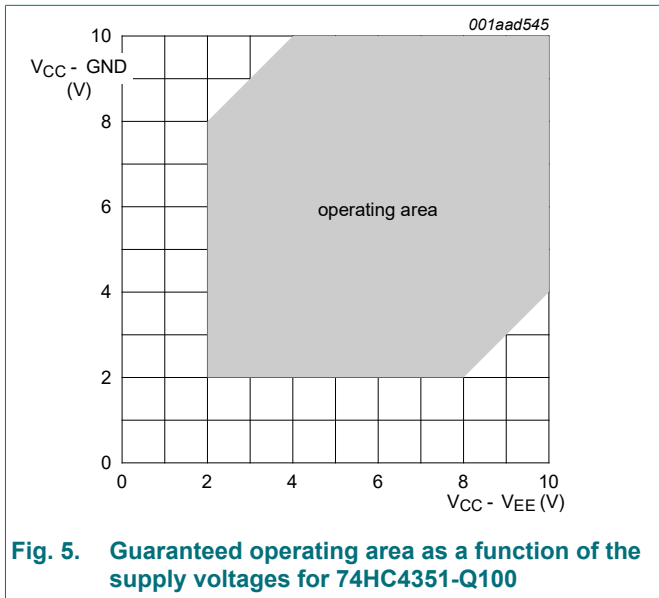 001aad545
10
VCC - GND
(V)
8
6
operating area
4
2
0
0 2 4 6 8 10
VCC - VEE (V)
Fig. 5. Guaranteed operating area as a function of the
supply voltages for 74HC4351-Q100